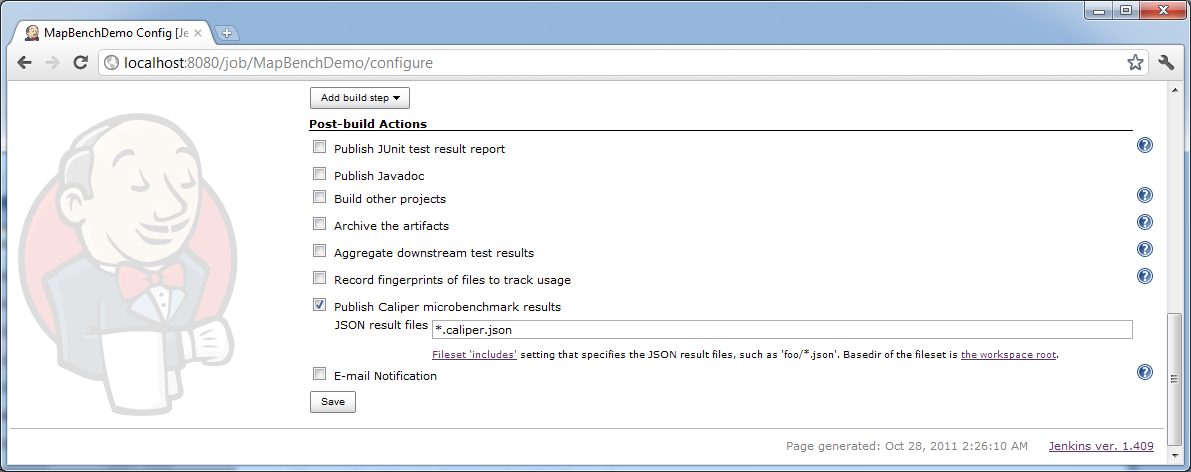 MapBenchDemo Config [Je
localhost:8080/job/MapBenchDemo/configure
Add build step
Post-build Actions
Publish JUnit test result report
Publish Javadoc
Build other projects
Archive the artifacts
Aggregate downstream test results
Record fingerprints of files to track usage
Publish Caliper microbenchmark results
JSON result files *.caliper.json
Fileset 'includes' setting that specifies the JSON result files, such as 'foo/*.json'. Basedir of the fileset is the workspace root.
E-mail Notification
Save
Page generated: Oct 28, 2011 2:26:10 AM Jenkins ver. 1.409